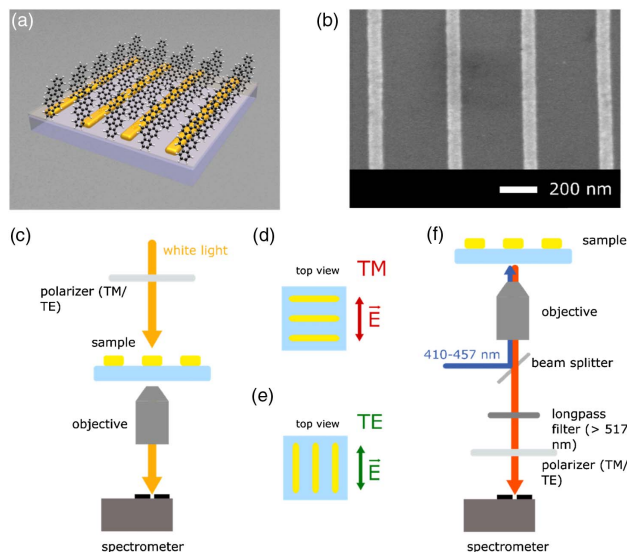 (a)
(b)
200 nm
(c)
white light
polarizer (TM/
TE)
sample
objective
spectrometer
(d)
TM
top view
E
(e)
TE
top view
E
(f)
sample
objective
410-457 nm
beam splitter
longpass
filter (> 517
nm)
polarizer (TM/
TE)
spectrometer